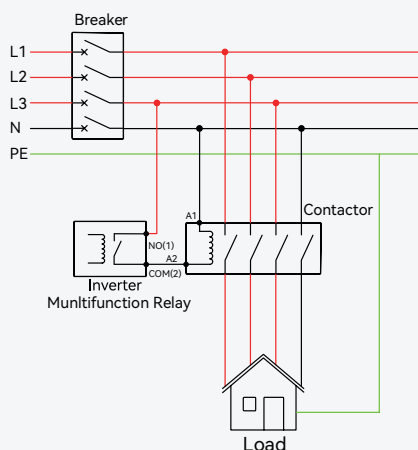 Breaker
L1
L2
L3
N
PE
A1
Contactor
NO(1)
A2
COM(2)
Inverter
Munltifunction Relay
Load